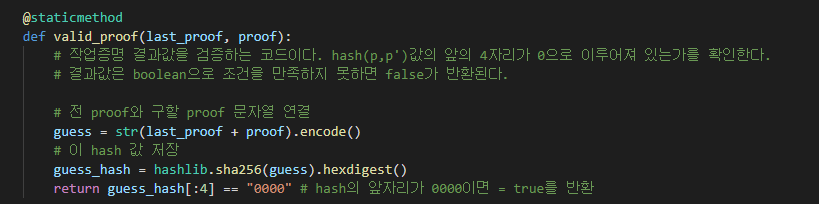 @staticmethod
def valid_proof(last_proof, proof):
# 작업증명 결과값을 검증하는 코드이다. hash(p,p')값의 앞의 4자리가 0으로 이루어져 있는가를 확인한다.
# 결과값은 boolean으로 조건을 만족하지 못하면 false가 반환된다.
# 전 proof와 구할 proof 문자열 연결
guess = str(last_proof + proof).encode()
# 이 hash 값 저장
guess_hash = hashlib.sha256(guess).hexdigest()
return guess_hash[:4] == "0000" # hash의 앞자리가 0000이면 = true를 반환